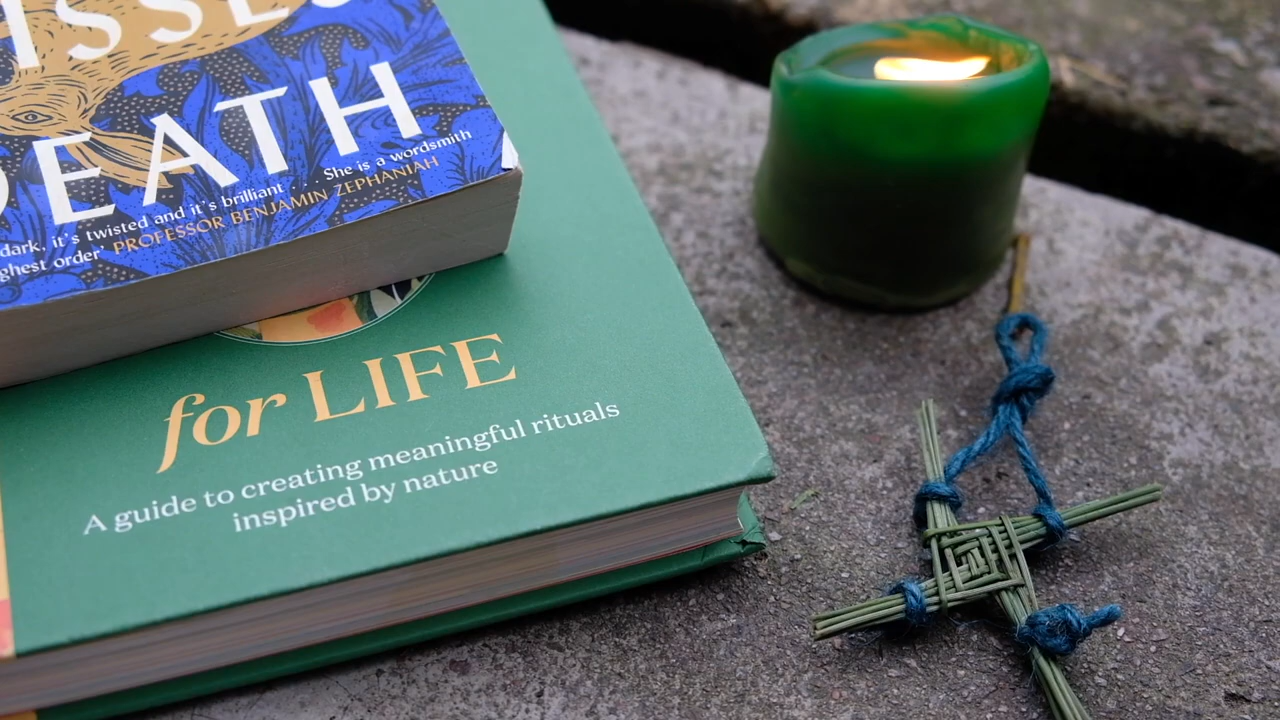 DEATH
dark, it's twisted and it's brilliant . . . She is a wordsmith
ghest order' PROFESSOR BENJAMIN ZEPHANIAH
for LIFE
A guide to creating meaningful rituals
inspired by nature